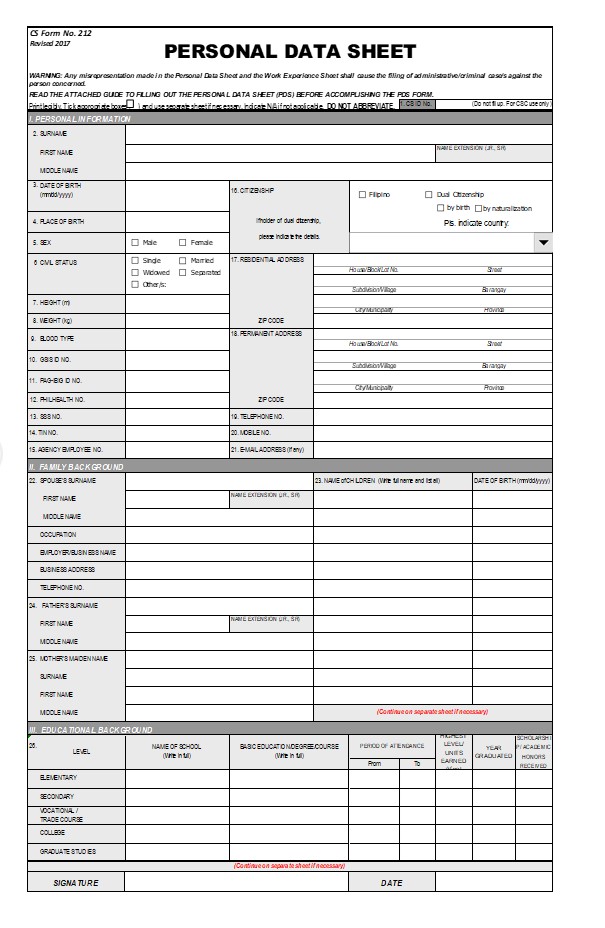 CS Form No. 212
Revised 2017
PERSONAL DATA SHEET
WARNING: Any misrepresentation made in the Personal Data Sheet and the Work Experience Sheet shall cause the filing of administrative/criminal case/s against the
person concerned.
READ THE ATTACHED GUIDE TO FILLING OUT THE PERSONAL DATA SHEET (PDS) BEFORE ACCOMPLISHING THE PDS FORM.
Print legibly. Tick appropriate boxes ( ) and use separate sheet if necessary. Indicate N/A if not applicable. DO NOT ABBREVIATE. 1. CS ID No. (Do not fill up. For CSC use only)
I. PERSONAL INFORMATION
2. SURNAME
FIRST NAME NAME EXTENSION (JR., SR)
MIDDLE NAME
3. DATE OF BIRTH
(mm/dd/yyyy)
16. CITIZENSHIP
Filipino Dual Citizenship
by birth by naturalization
If holder of dual citizenship,
please indicate the details.
Pls. indicate country:
4. PLACE OF BIRTH
5. SEX Male Female
6 CIVIL STATUS Single Married
Widowed Separated
Other/s:
17. RESIDENTIAL ADDRESS
House/Block/Lot No. Street
Subdivision/Village Barangay
City/Municipality Province
ZIP CODE
7. HEIGHT (m)
8. WEIGHT (kg)
9. BLOOD TYPE
18. PERMANENT ADDRESS
House/Block/Lot No. Street
Subdivision/Village Barangay
City/Municipality Province
ZIP CODE
10. GSIS ID NO.
11. PAG-IBIG ID NO.
12. PHILHEALTH NO.
13. SSS NO. 19. TELEPHONE NO.
14. TIN NO. 20. MOBILE NO.
15. AGENCY EMPLOYEE NO. 21. E-MAIL ADDRESS (if any)
II. FAMILY BACKGROUND
22. SPOUSE'S SURNAME 23. NAME of CHILDREN (Write full name and list all) DATE OF BIRTH (mm/dd/yyyy)
FIRST NAME NAME EXTENSION (JR., SR)
MIDDLE NAME
OCCUPATION
EMPLOYER/BUSINESS NAME
BUSINESS ADDRESS
TELEPHONE NO.
24. FATHER'S SURNAME
FIRST NAME NAME EXTENSION (JR., SR)
MIDDLE NAME
25. MOTHER'S MAIDEN NAME
SURNAME
FIRST NAME
MIDDLE NAME (Continue on separate sheet if necessary)
III. EDUCATIONAL BACKGROUND
26. LEVEL
NAME OF SCHOOL
(Write in full)
BASIC EDUCATION/DEGREE/COURSE
(Write in full)
PERIOD OF ATTENDANCE
From To
HIGHEST
LEVEL/
UNITS
EARNED
YEAR
GRADUATED
SCHOLARSHI
P/ ACADEMIC
HONORS
RECEIVED
ELEMENTARY
SECONDARY
VOCATIONAL /
TRADE COURSE
COLLEGE
GRADUATE STUDIES
(Continue on separate sheet if necessary)
SIGNATURE DATE